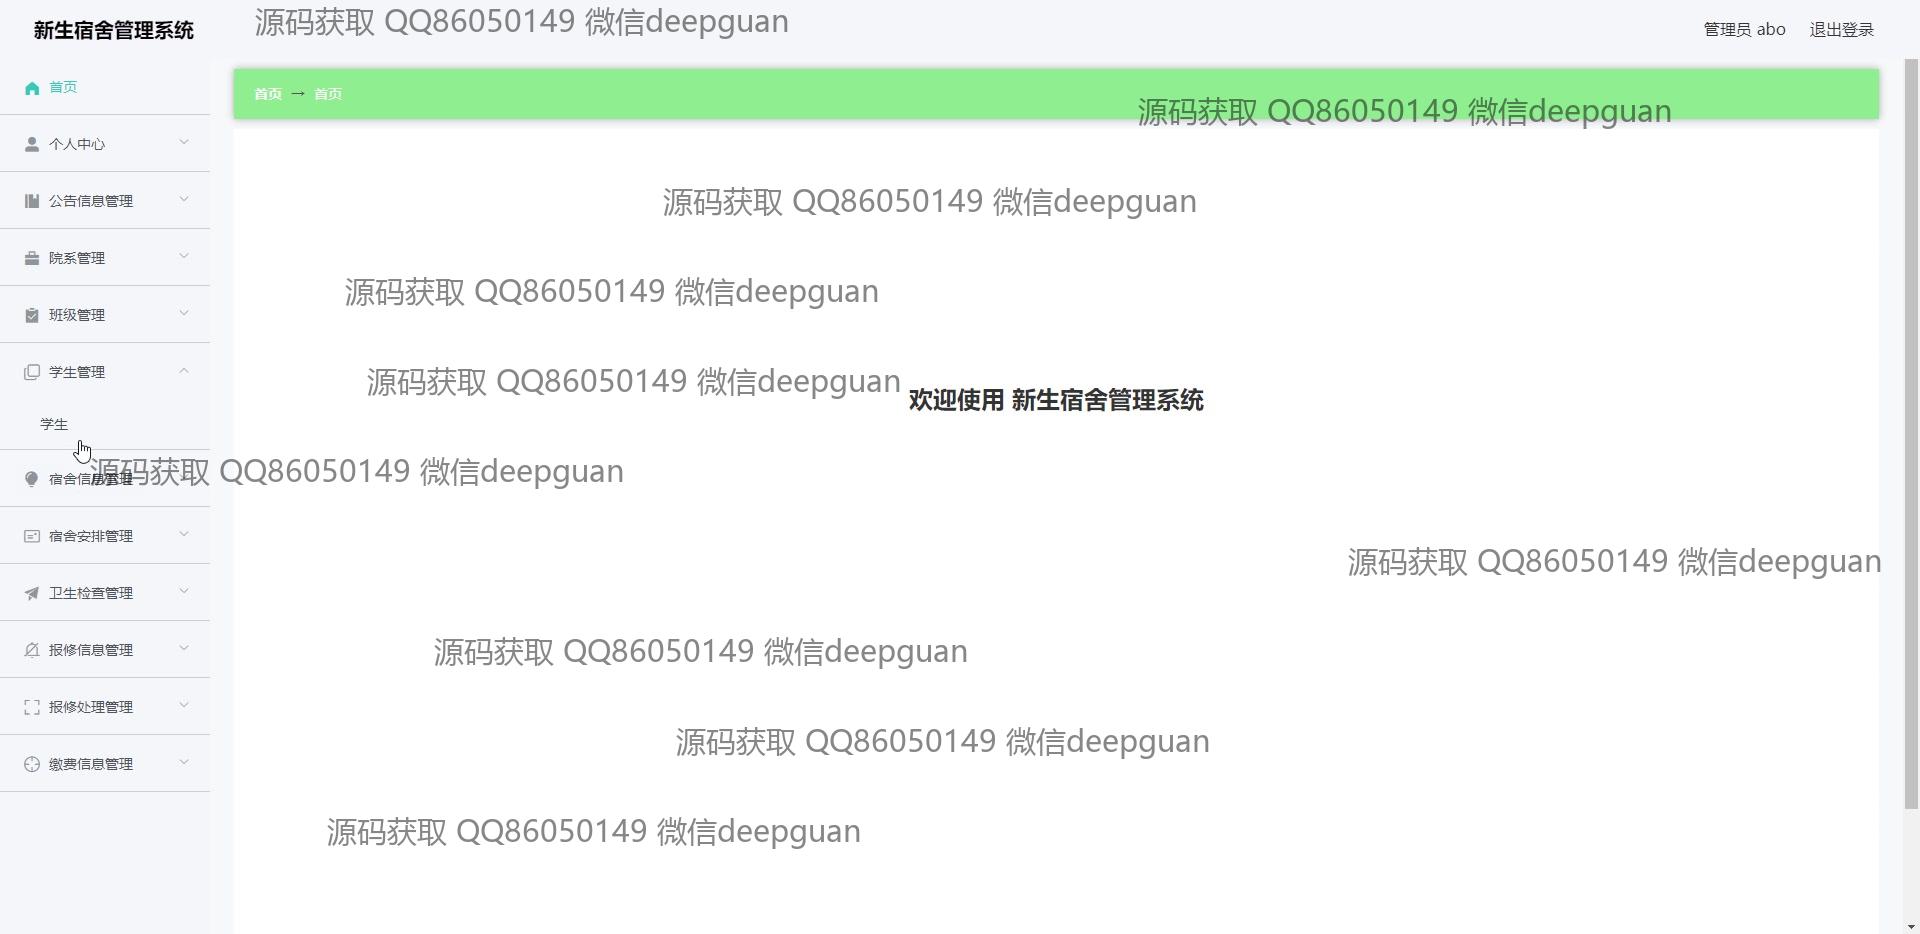 新生宿舍管理系统
源码获取 QQ86050149 微信deepguan
管理员 abo
退出登录
首页
首页 → 首页
源码获取 QQ86050149 微信deepguan
个人中心
公告信息管理
源码获取 QQ86050149 微信deepguan
院系管理
源码获取 QQ86050149 微信deepguan
班级管理
学生管理
源码获取 QQ86050149 微信deepguan
欢迎使用 新生宿舍管理系统
学生
宿舍信息管理
源码获取 QQ86050149 微信deepguan
宿舍安排管理
源码获取 QQ86050149 微信deepguan
卫生检查管理
报修信息管理
源码获取 QQ86050149 微信deepguan
报修处理管理
源码获取 QQ86050149 微信deepguan
缴费信息管理
源码获取 QQ86050149 微信deepguan